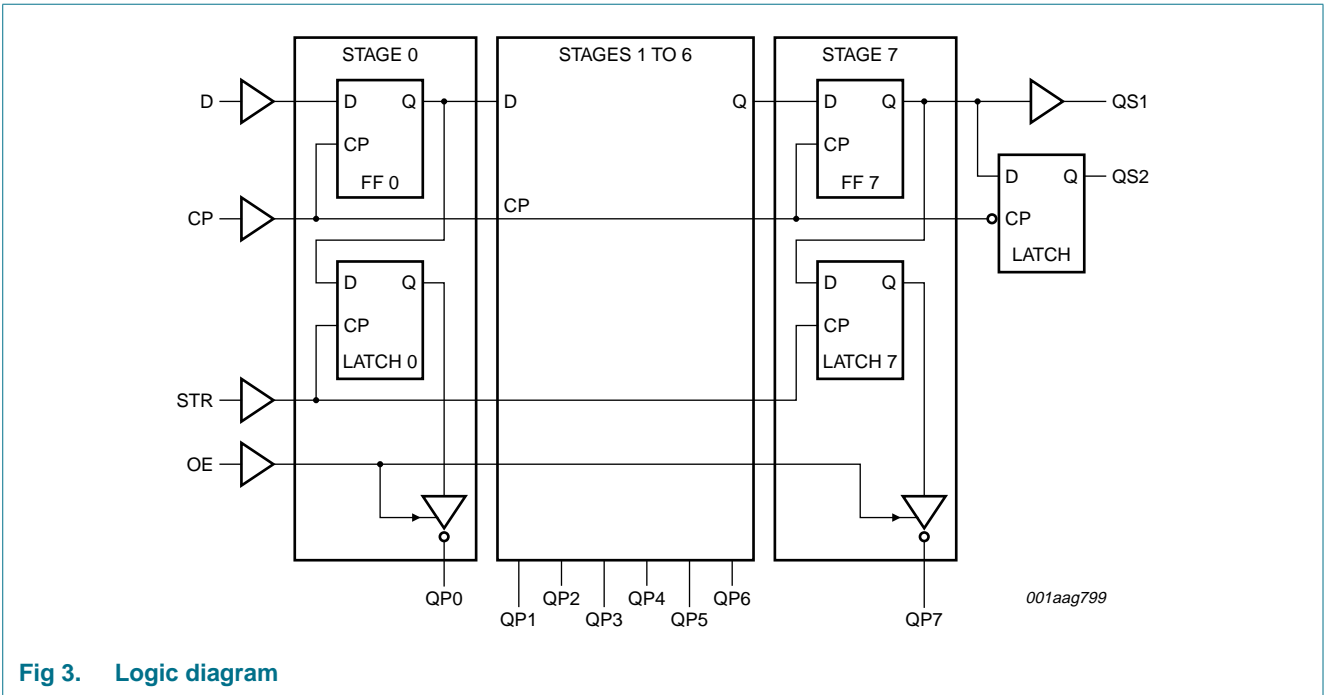 STAGE 0
STAGES 1 TO 6
STAGE 7
D
D Q
D Q
D Q
QS1
CP
CP
FF 0
FF 7
D Q
QS2
CP
CP
CP
LATCH
D Q
D Q
CP
CP
LATCH 0
LATCH 7
STR
OE
QP0
QP2
QP4
QP6
QP1
QP3
QP5
QP7
001aag799
Fig 3. Logic diagram